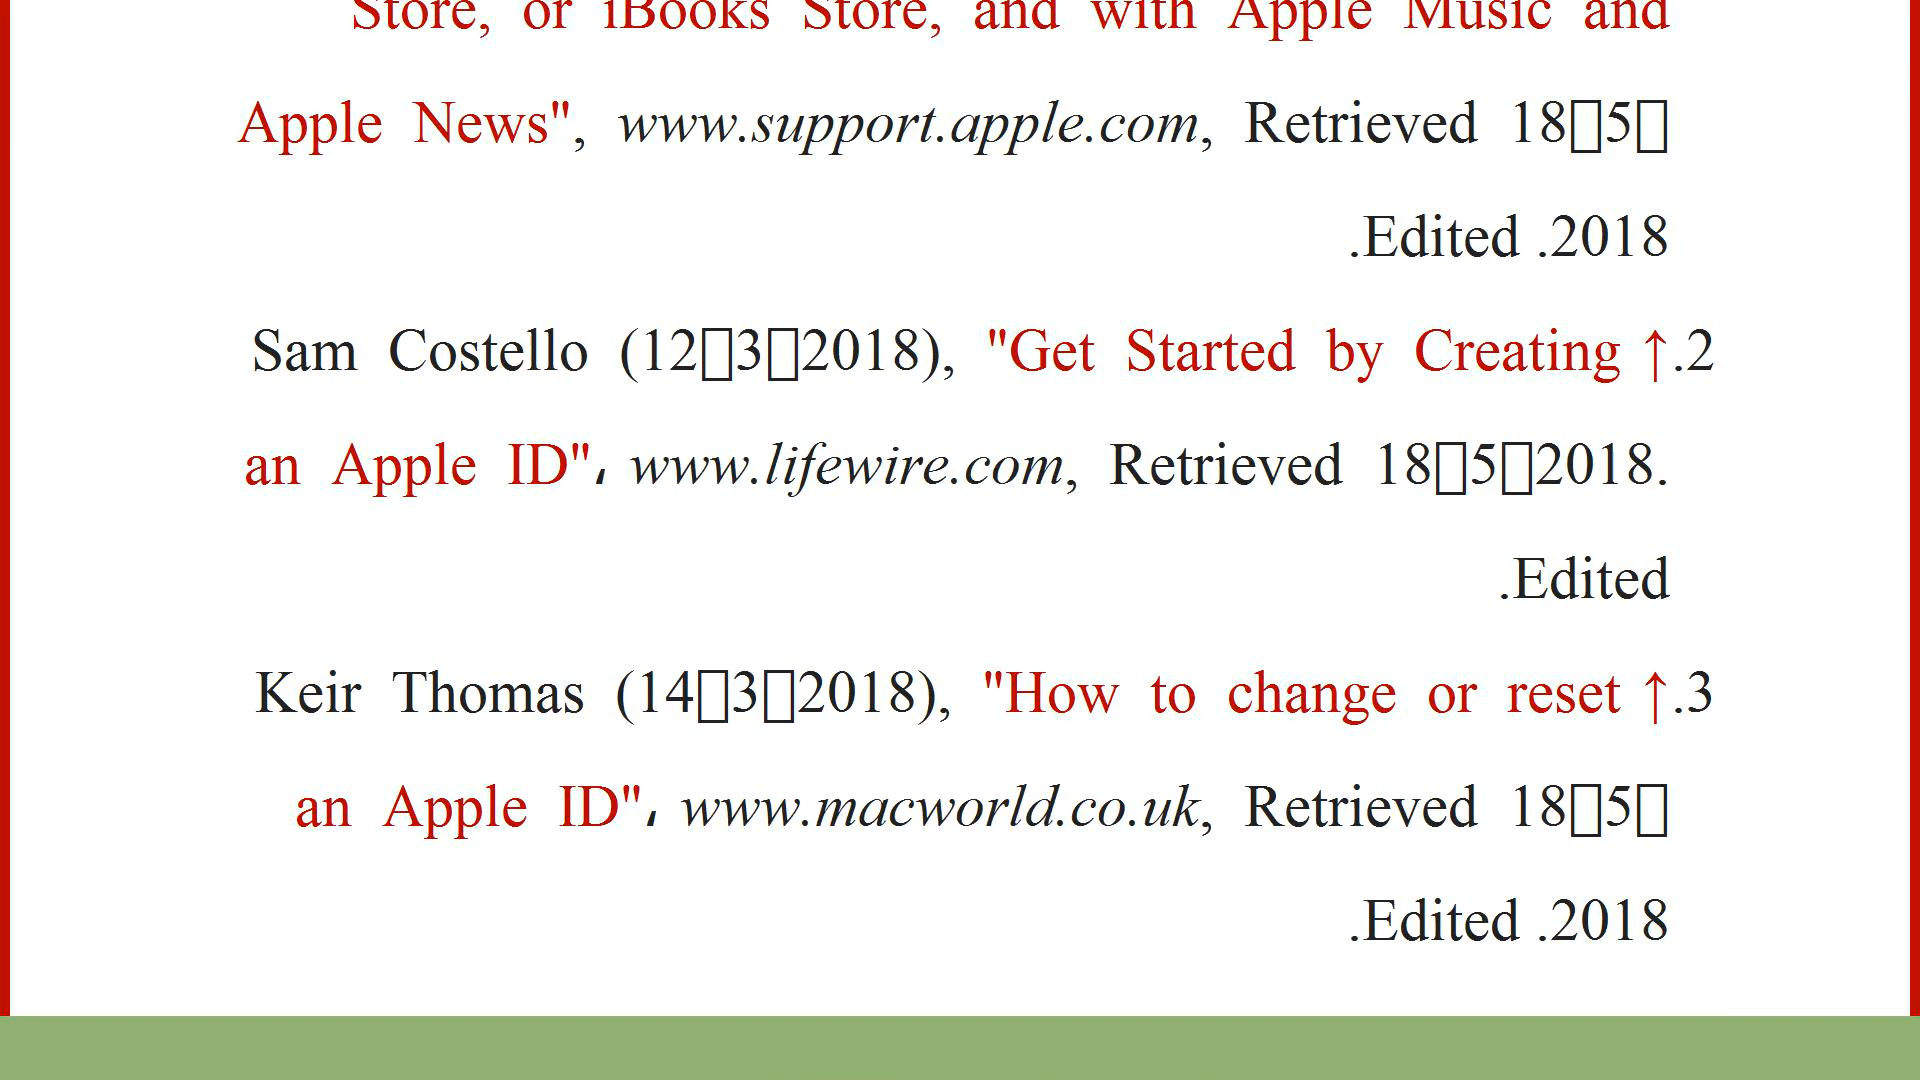 Store, or iBooks Store, and with Apple Music and
Apple News", www.support.apple.com, Retrieved 18▯5▯
.Edited .2018
Sam Costello (12▯3▯2018), "Get Started by Creating ↑.2
an Apple ID"، www.lifewire.com, Retrieved 18▯5▯2018.
.Edited
Keir Thomas (14▯3▯2018), "How to change or reset ↑.3
an Apple ID"، www.macworld.co.uk, Retrieved 18▯5▯
.Edited .2018